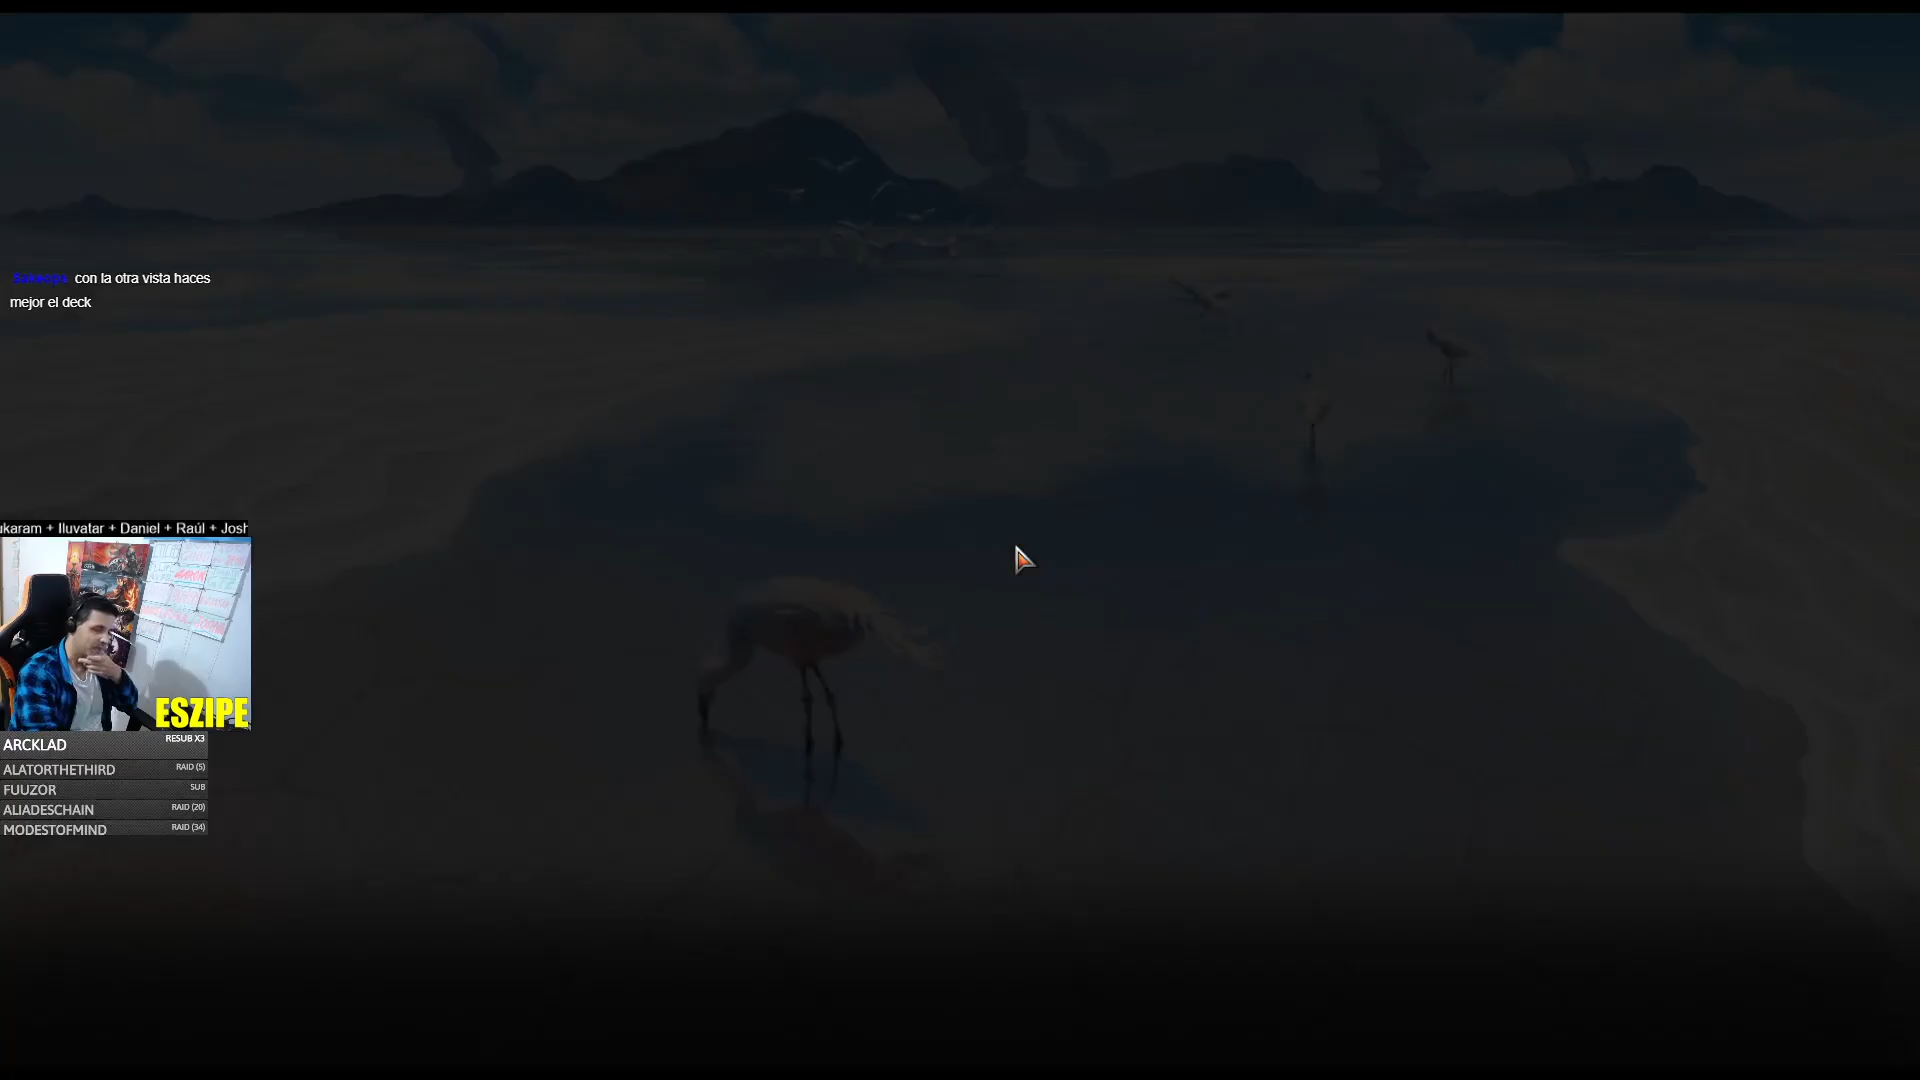 con la otra vista haces
mejor el deck
ukaram + Iluvatar + Daniel + Raúl + Josh
ESZIPE
ARCKLAD RESUB X3
ALATORTHETHIRD RAID (5)
FUUZOR SUB
ALIADESCHAIN RAID (20)
MODESTOFMIND RAID (34)